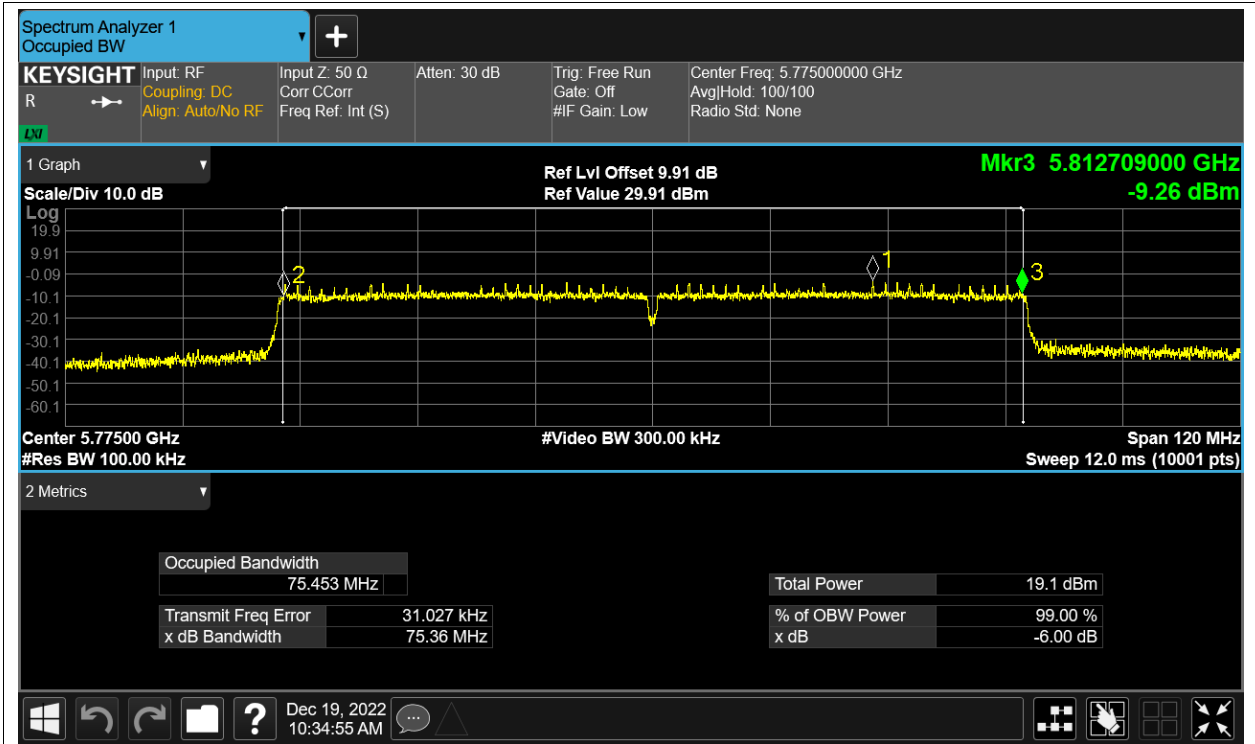 Spectrum Analyzer 1
Occupied BW
KEYSIGHT
R
LXI
Input: RF
Coupling: DC
Align: Auto/No RF
Input Z: 50 Ω
Corr CCorr
Freq Ref: Int (S)
Atten: 30 dB
Trig: Free Run
Gate: Off
#IF Gain: Low
Center Freq: 5.775000000 GHz
Avg|Hold: 100/100
Radio Std: None
1 Graph
Scale/Div 10.0 dB
Ref Lvl Offset 9.91 dB
Ref Value 29.91 dBm
Mkr3 5.812709000 GHz
-9.26 dBm
Log
19.9
9.91
-0.09
-10.1
-20.1
-30.1
-40.1
-50.1
-60.1
2
1
3
Center 5.77500 GHz
#Video BW 300.00 kHz
Span 120 MHz
#Res BW 100.00 kHz
Sweep 12.0 ms (10001 pts)
2 Metrics
Occupied Bandwidth
75.453 MHz
Total Power 19.1 dBm
Transmit Freq Error 31.027 kHz
% of OBW Power 99.00 %
x dB Bandwidth 75.36 MHz
x dB -6.00 dB
?
Dec 19, 2022
10:34:55 AM